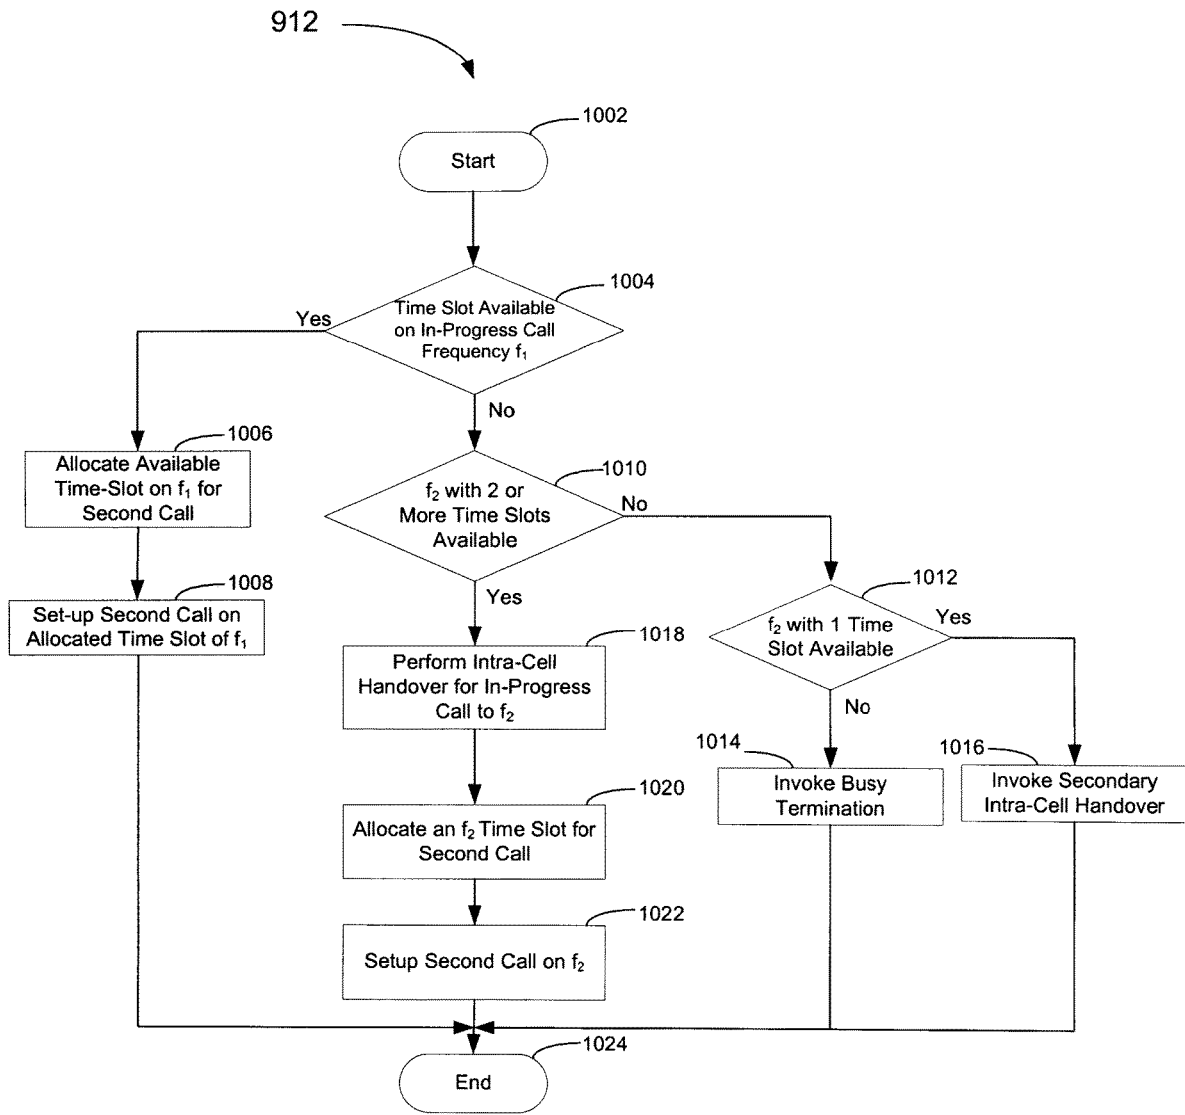 912
1002
Start
1004
Time Slot Available
on In-Progress Call
Frequency f₁
Yes
No
1006
Allocate Available
Time-Slot on f₁ for
Second Call
1010
f₂ with 2 or
More Time Slots
Available
No
Yes
1008
Set-up Second Call on
Allocated Time Slot of f₁
1012
f₂ with 1 Time
Slot Available
Yes
No
1018
Perform Intra-Cell
Handover for In-Progress
Call to f₂
1014
Invoke Busy
Termination
1016
Invoke Secondary
Intra-Cell Handover
1020
Allocate an f₂ Time Slot for
Second Call
1022
Setup Second Call on f₂
1024
End